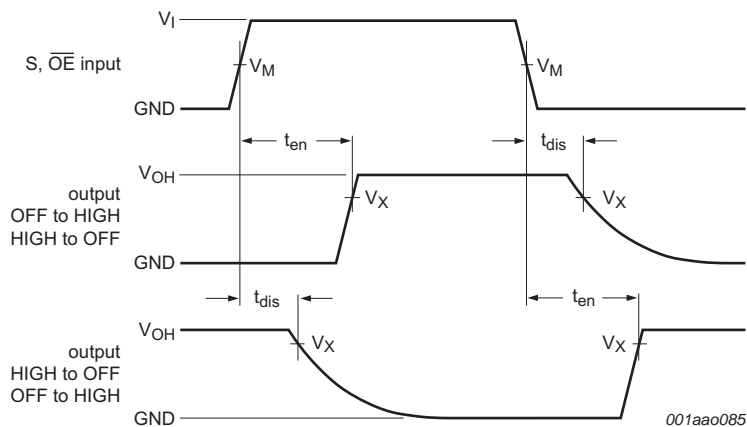 V_I
S, O̅E̅ input
V_M
V_M
GND
t_en
t_dis
V_OH
output
OFF to HIGH
HIGH to OFF
V_X
V_X
GND
t_dis
t_en
V_OH
output
HIGH to OFF
OFF to HIGH
V_X
V_X
GND
001aao085